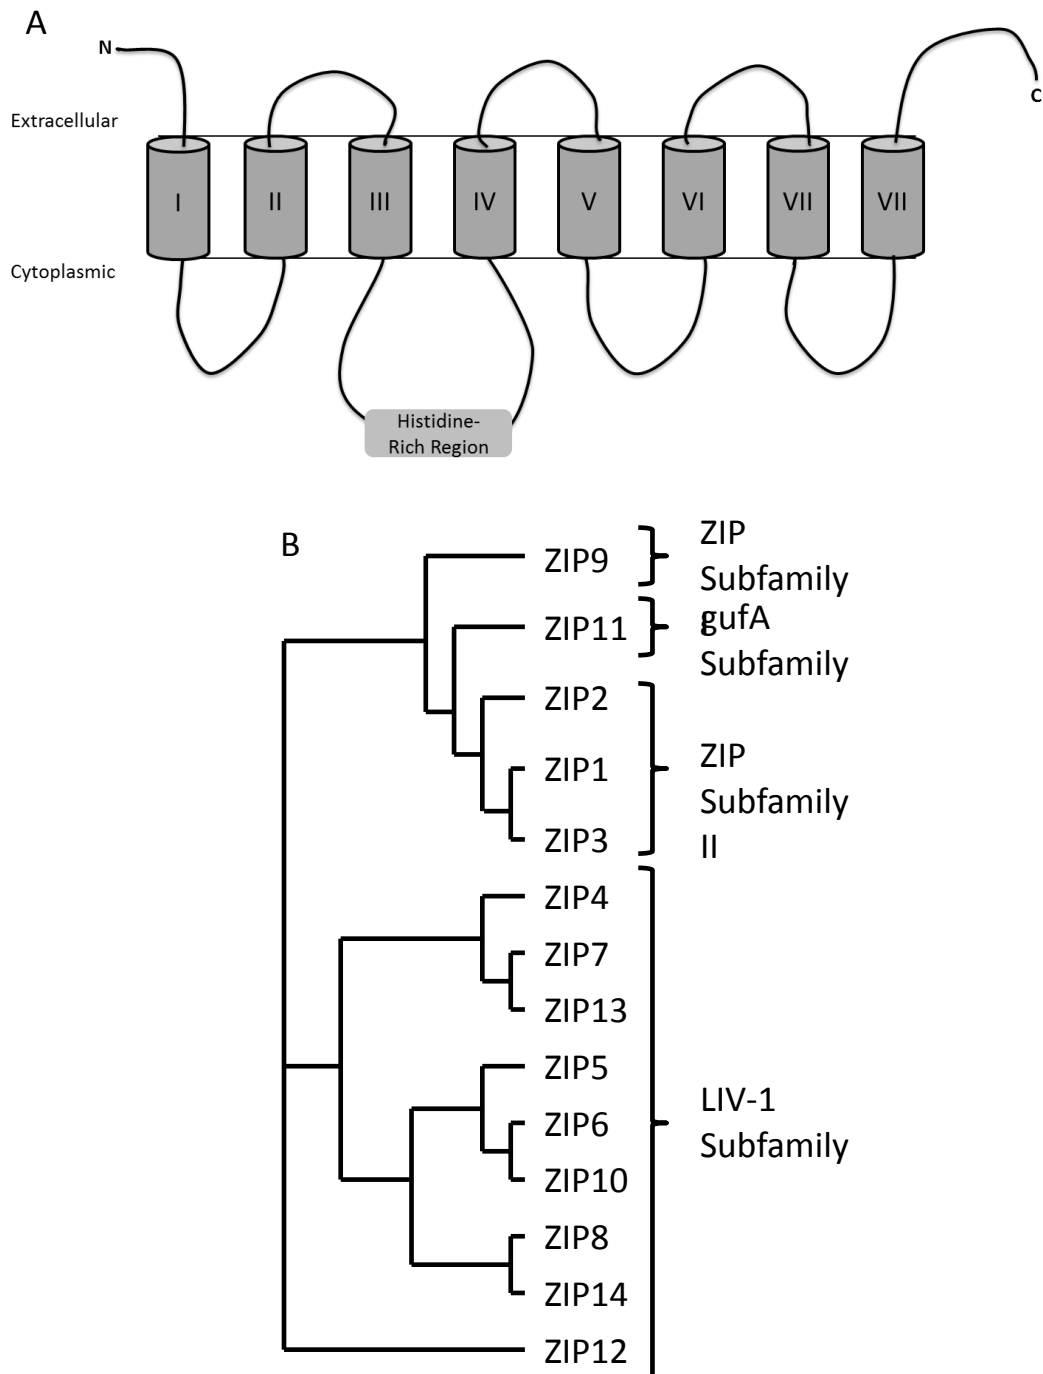 A
N
C
Extracellular
I II III IV V VI VII VII
Cytoplasmic
Histidine-
Rich Region
B
ZIP9
ZIP
Subfamily
ZIP11
gufA
Subfamily
ZIP2
ZIP1
ZIP3
ZIP
Subfamily
II
ZIP4
ZIP7
ZIP13
ZIP5
ZIP6
ZIP10
ZIP8
ZIP14
ZIP12
LIV-1
Subfamily